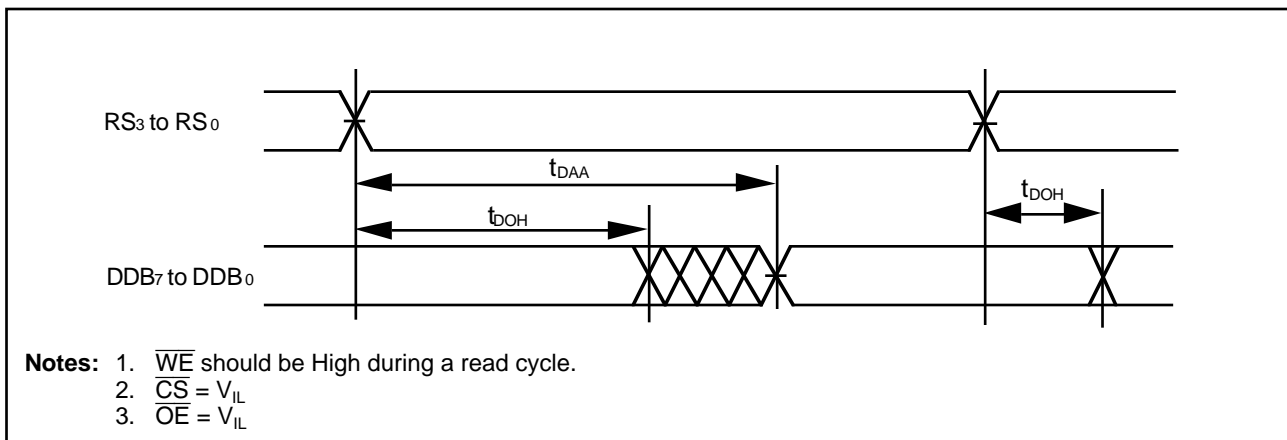 RS3 to RS0
tDAA
tDOH
tDOH
DDB7 to DDB0
Notes: 1. WE should be High during a read cycle.
2. CS = VIL
3. OE = VIL